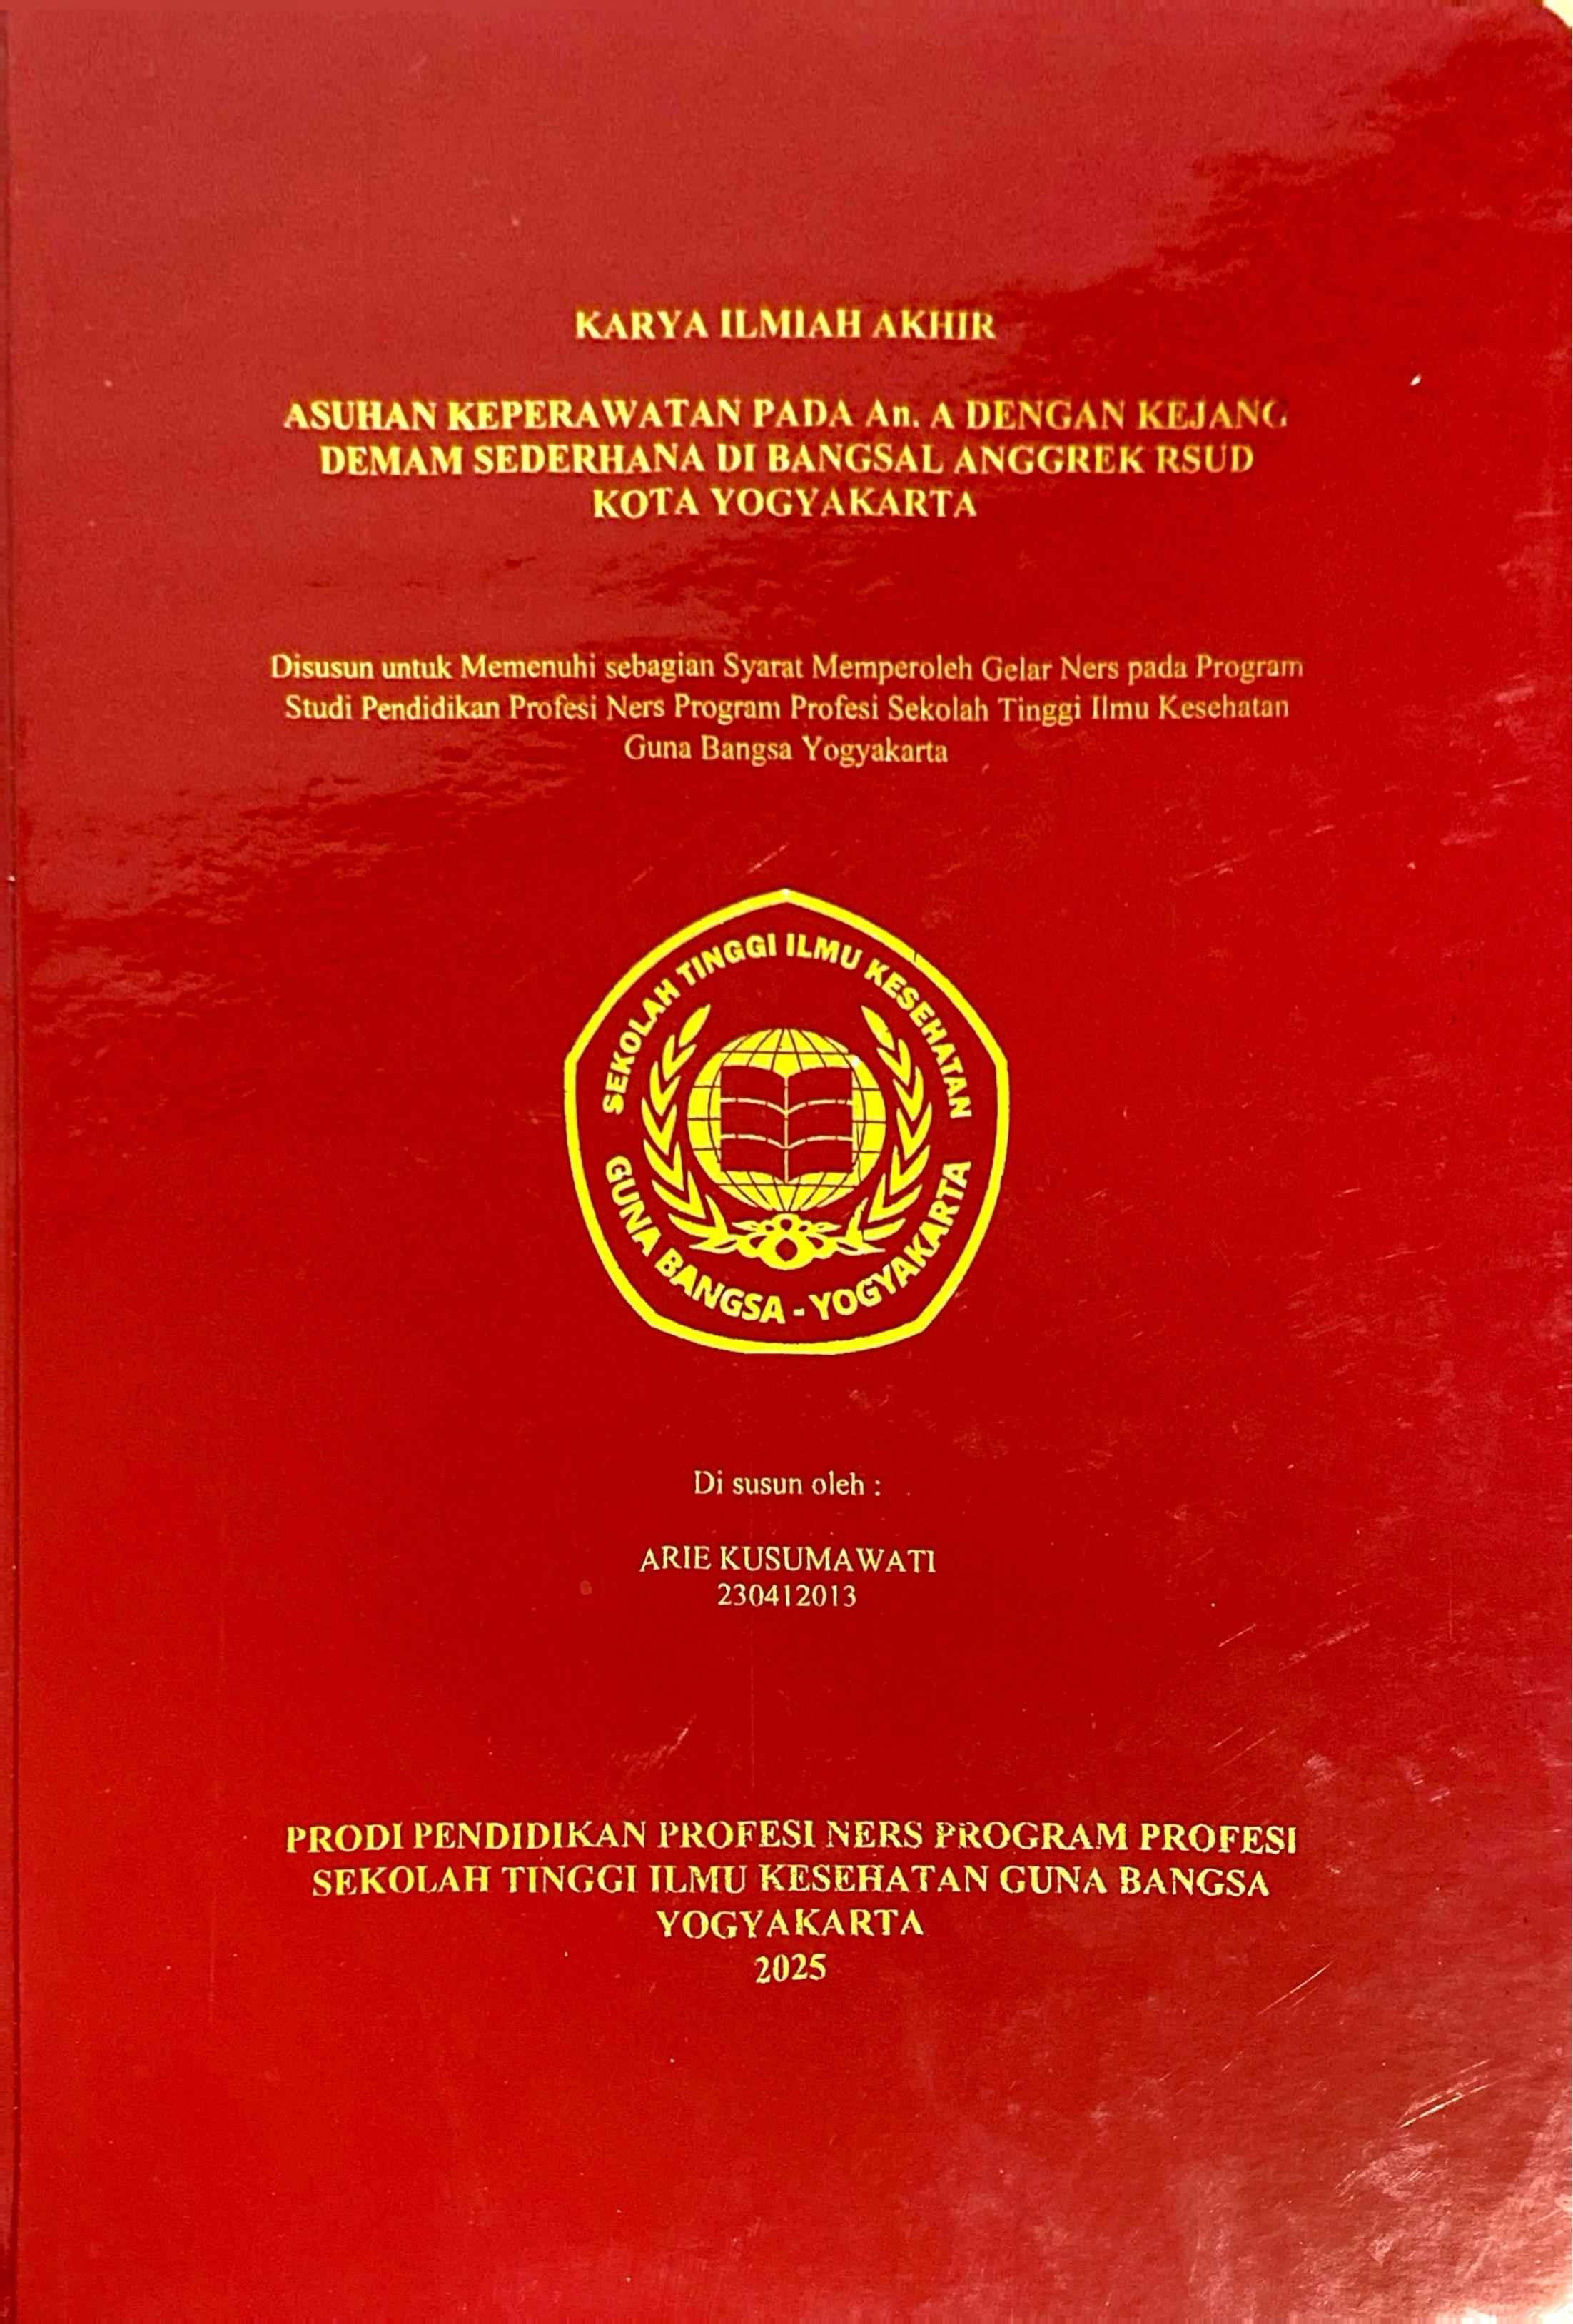 KARYA ILMIAH AKHIR
ASUHAN KEPERAWATAN PADA An. A DENGAN KEJANG
DEMAM SEDERHANA DI BANGSAL ANGGREK RSUD
KOTA YOGYAKARTA
Disusun untuk Memenuhi sebagian Syarat Memperoleh Gelar Ners pada Program
Studi Pendidikan Profesi Ners Program Profesi Sekolah Tinggi Ilmu Kesehatan
Guna Bangsa Yogyakarta
SEKOLAH TINGGI ILMU KESEHATAN
GUNA BANGSA - YOGYAKARTA
Di susun oleh :
ARIE KUSUMAWATI
230412013
PRODI PENDIDIKAN PROFESI NERS PROGRAM PROFESI
SEKOLAH TINGGI ILMU KESEHATAN GUNA BANGSA
YOGYAKARTA
2025